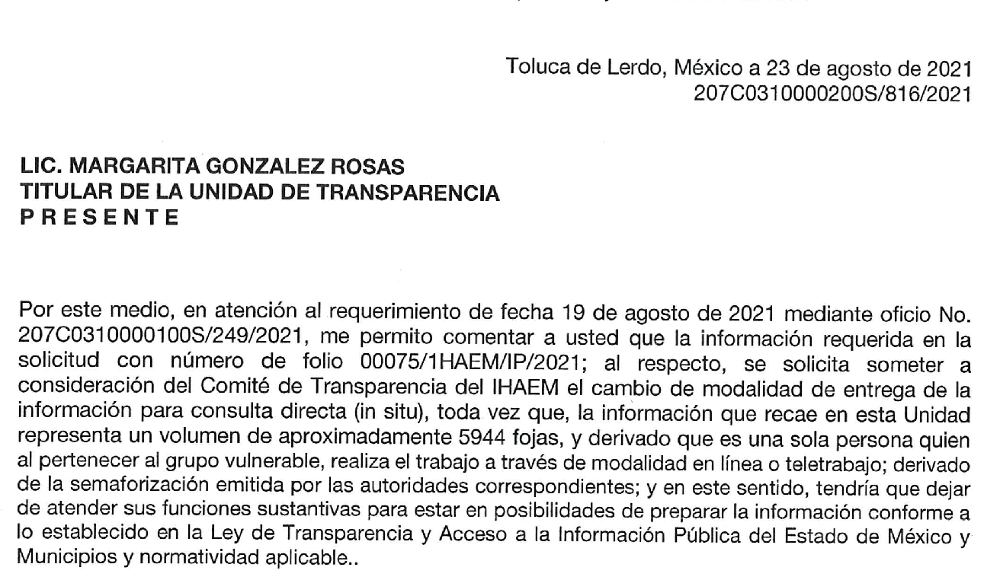 Toluca de Lerdo, México a 23 de agosto de 2021
207C0310000200S/816/2021
LIC. MARGARITA GONZALEZ ROSAS
TITULAR DE LA UNIDAD DE TRANSPARENCIA
P R E S E N T E
Por este medio, en atención al requerimiento de fecha 19 de agosto de 2021 mediante oficio No.
207C0310000100S/249/2021, me permito comentar a usted que la información requerida en la
solicitud con número de folio 00075/1HAEM/IP/2021; al respecto, se solicita someter a
consideración del Comité de Transparencia del IHAEM el cambio de modalidad de entrega de la
información para consulta directa (in situ), toda vez que, la información que recae en esta Unidad
representa un volumen de aproximadamente 5944 fojas, y derivado que es una sola persona quien
al pertenecer al grupo vulnerable, realiza el trabajo a través de modalidad en línea o teletrabajo; derivado
de la semaforización emitida por las autoridades correspondientes; y en este sentido, tendría que dejar
de atender sus funciones sustantivas para estar en posibilidades de preparar la información conforme a
lo establecido en la Ley de Transparencia y Acceso a la Información Pública del Estado de México y
Municipios y normatividad aplicable..